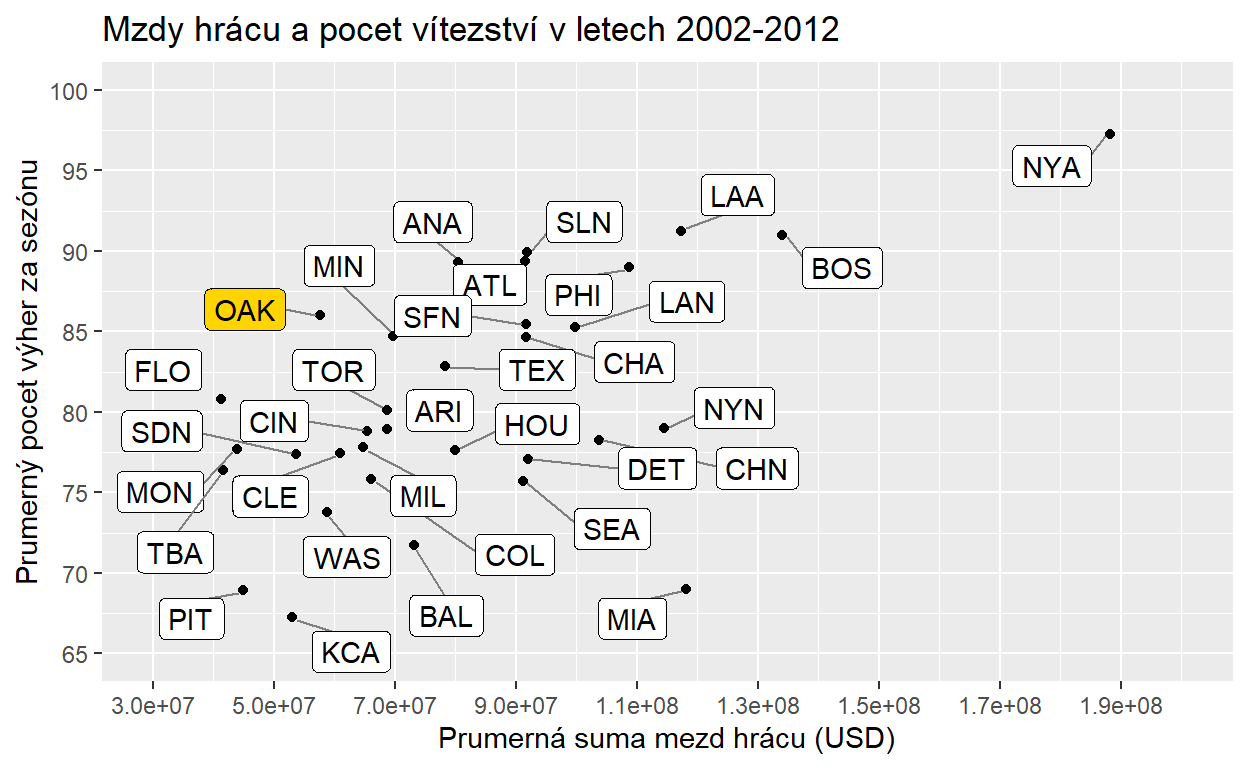 Mzdy hrácu a pocet vítezství v letech 2002-2012
Prumerný pocet výher za sezónu
100
95
90
85
80
75
70
65
NYA
LAA
ANA
SLN
BOS
MIN
ATL
PHI
LAN
OAK
SFN
CHA
FLO
TOR
TEX
ARI
NYN
CIN
HOU
SDN
DET
CHN
MON
CLE
MIL
SEA
TBA
WAS
COL
PIT
BAL
MIA
KCA
3.0e+07 5.0e+07 7.0e+07 9.0e+07 1.1e+08 1.3e+08 1.5e+08 1.7e+08 1.9e+08
Prumerná suma mezd hrácu (USD)